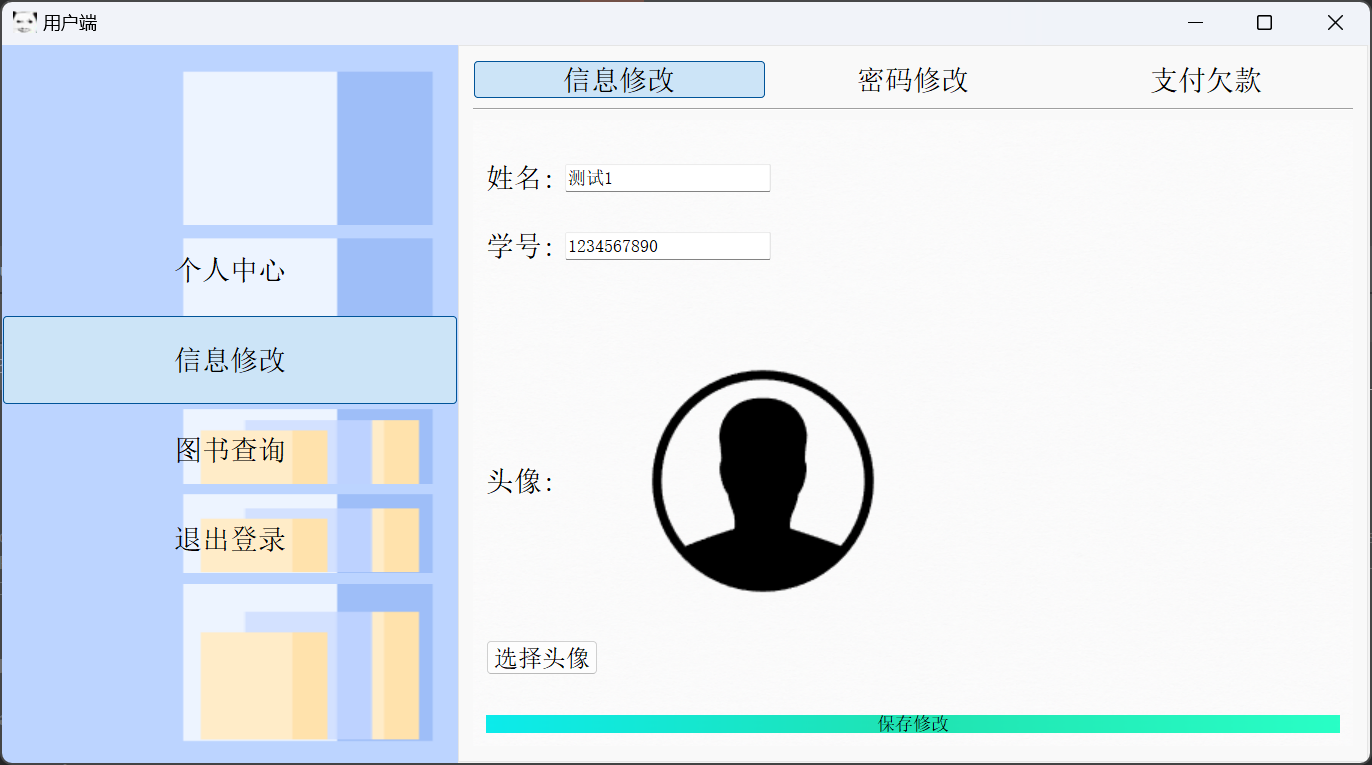 用户端
个人中心
信息修改
图书查询
退出登录
信息修改 密码修改 支付欠款
姓名: 测试1
学号: 1234567890
头像:
选择头像
保存修改